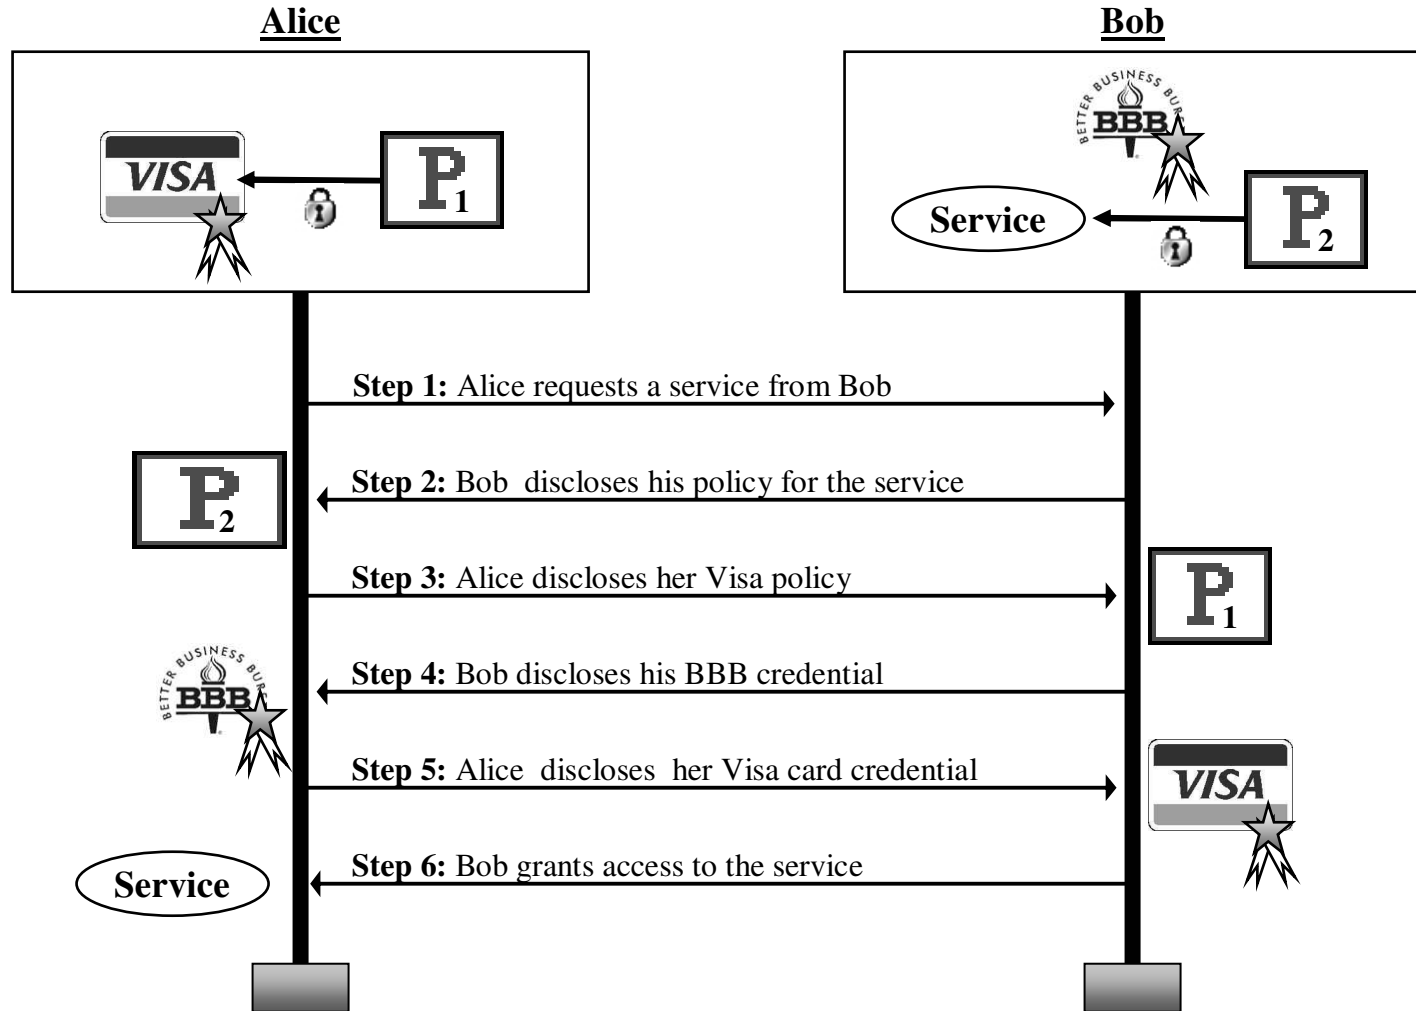 Alice
Bob
VISA
P1
BETTER BUSINESS BUR
BBB
Service
P2
Step 1: Alice requests a service from Bob
P2
Step 2: Bob discloses his policy for the service
Step 3: Alice discloses her Visa policy
P1
BETTER BUSINESS BURE
BBB
Step 4: Bob discloses his BBB credential
Step 5: Alice discloses her Visa card credential
VISA
Service
Step 6: Bob grants access to the service